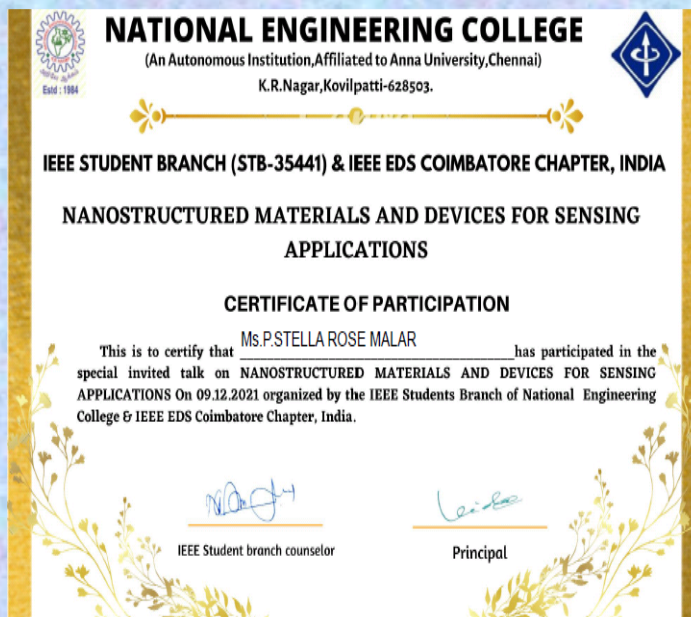 NATIONAL ENGINEERING COLLEGE
(An Autonomous Institution,Affiliated to Anna University,Chennai)
K.R.Nagar,Kovilpatti-628503.
Estd : 1984
IEEE STUDENT BRANCH (STB-35441) & IEEE EDS COIMBATORE CHAPTER, INDIA
NANOSTRUCTURED MATERIALS AND DEVICES FOR SENSING
APPLICATIONS
CERTIFICATE OF PARTICIPATION
This is to certify that Ms.P.STELLA ROSE MALAR has participated in the
special invited talk on NANOSTRUCTURED MATERIALS AND DEVICES FOR SENSING
APPLICATIONS On 09.12.2021 organized by the IEEE Students Branch of National Engineering
College & IEEE EDS Coimbatore Chapter, India.
IEEE Student branch counselor
Principal